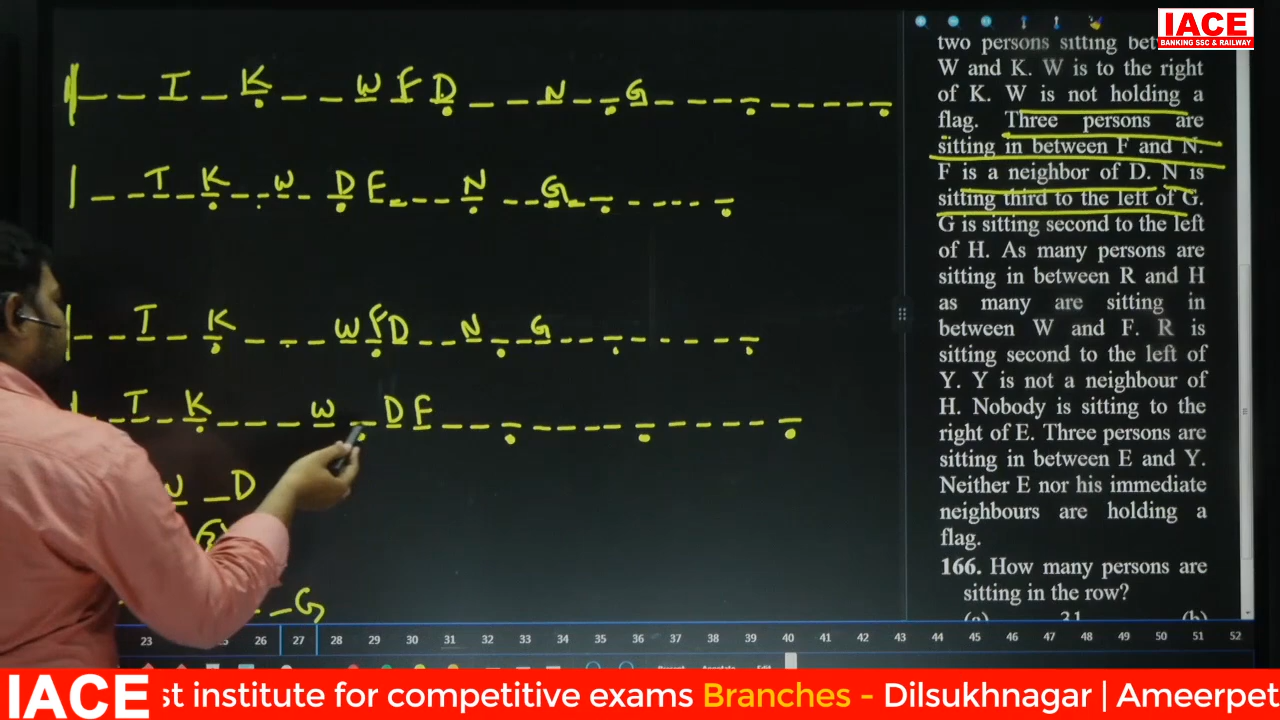 T K W F D N G
T K W D F N G
T K W F D N G
T K W D F
D
G
IACE
BANKING SSC & RAILWAY
two persons sitting
W and K. W is to the right
of K. W is not holding a
flag. Three persons are
sitting in between F and N.
F is a neighbor of D. N is
sitting third to the left of G.
G is sitting second to the left
of H. As many persons are
sitting in between R and H
as many are sitting in
between W and F. R is
sitting second to the left of
Y. Y is not a neighbour of
H. Nobody is sitting to the
right of E. Three persons are
sitting in between E and Y.
Neither E nor his immediate
neighbours are holding a
flag.
166. How many persons are
sitting in the row?
(a) 31 (b)
23 26 27 28 29 30 31 32 33 34 35 36 37 38 39 40 41 42 43 44 45 46 47 48 49 50 51 52
IACE st institute for competitive exams Branches - Dilsukhnagar | Ameerpet